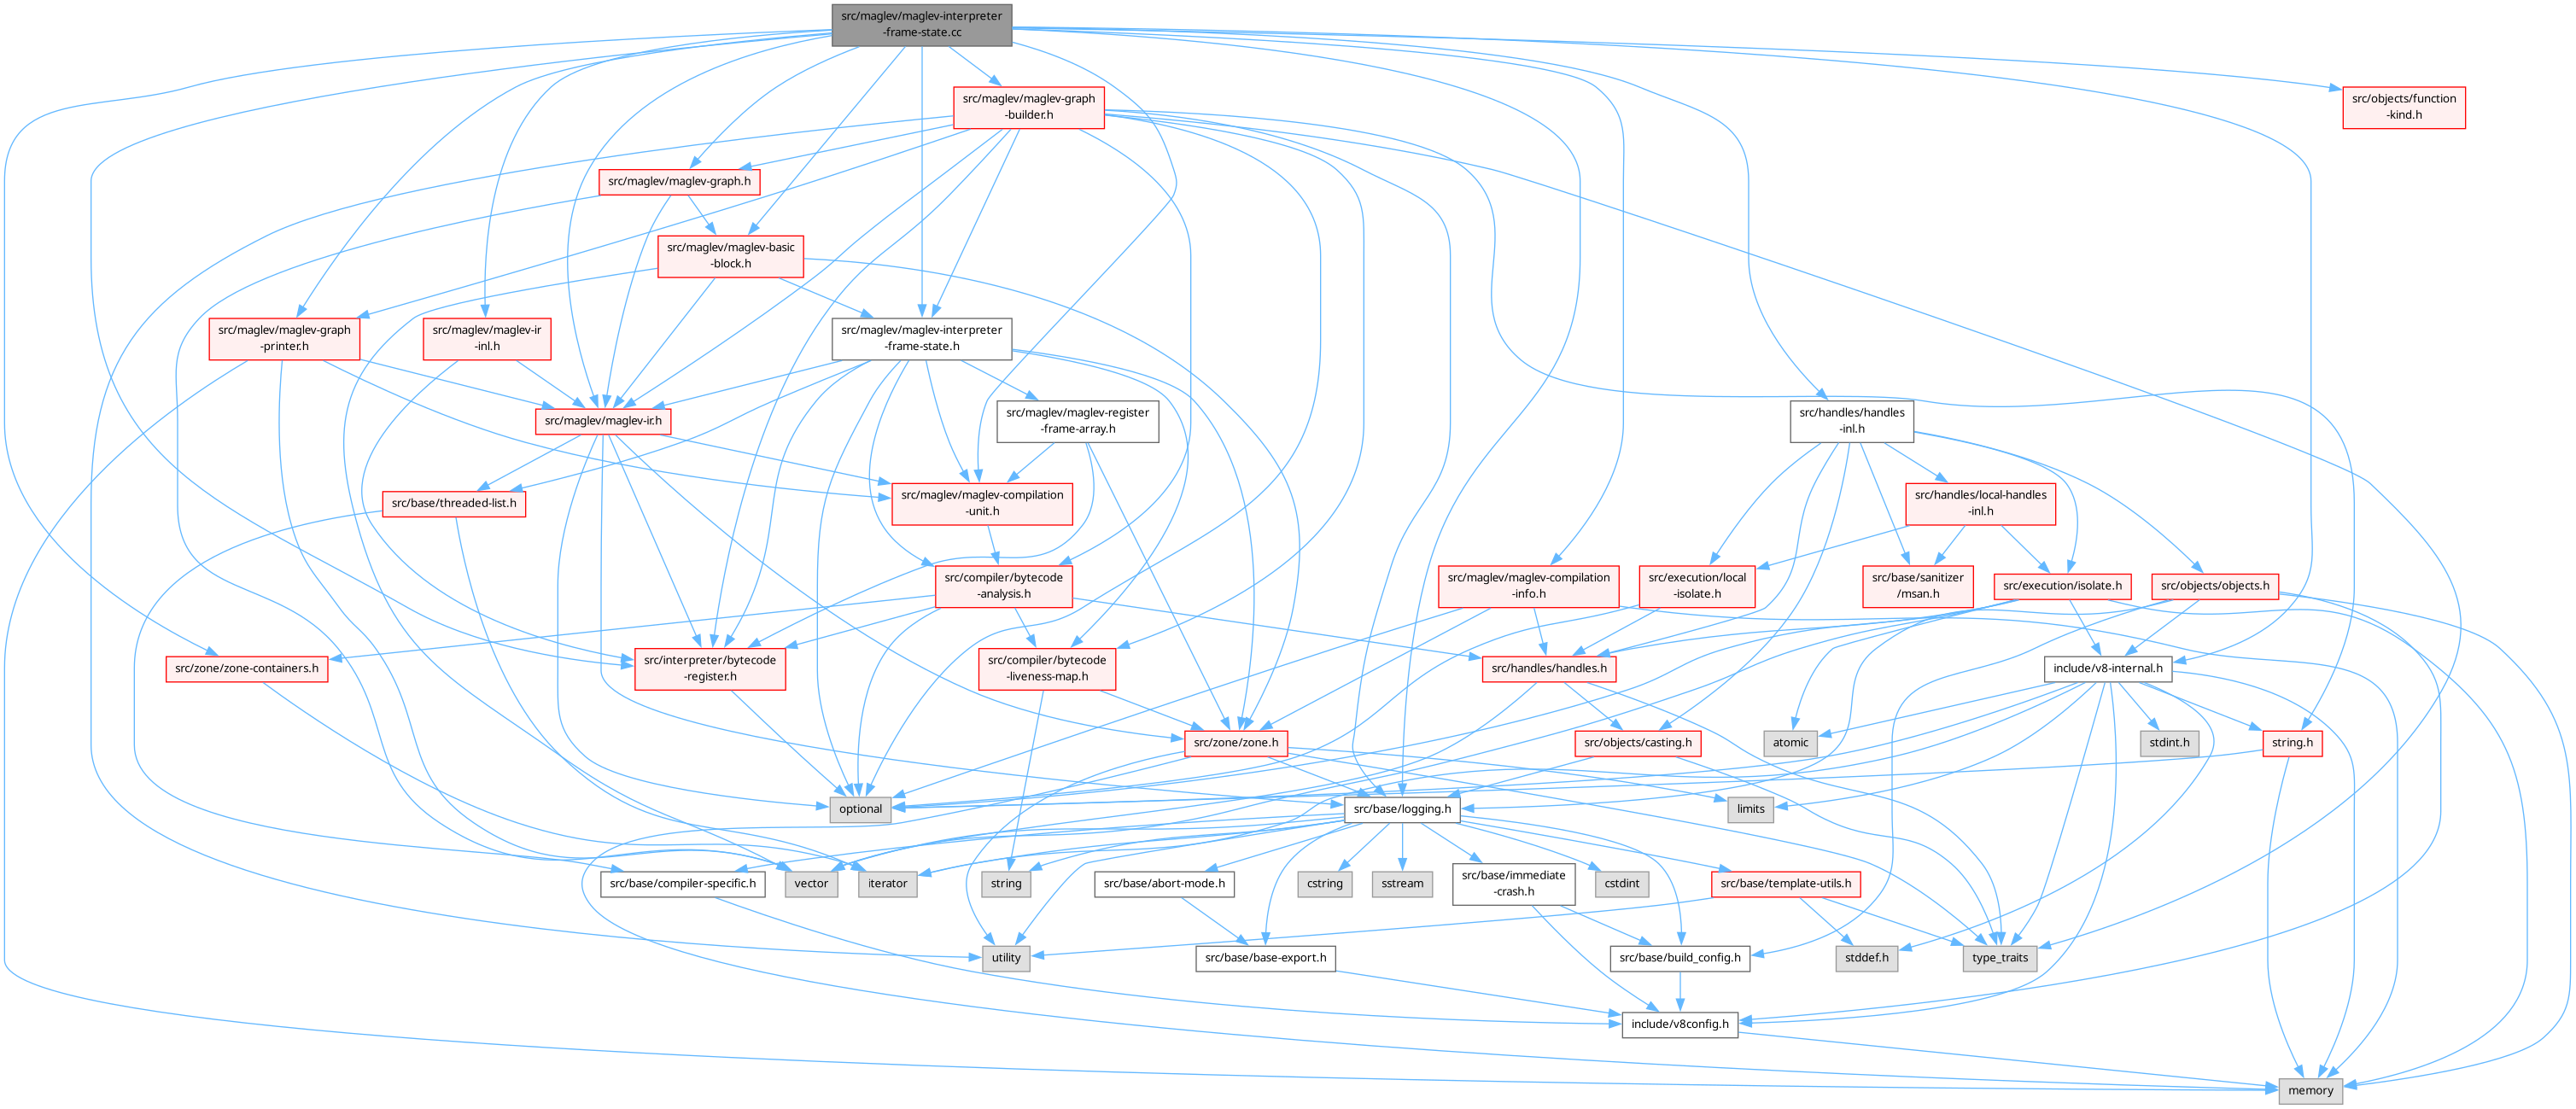 src/maglev/maglev-interpreter
-frame-state.cc
src/maglev/maglev-graph
-builder.h
src/objects/function
-kind.h
src/maglev/maglev-graph.h
src/maglev/maglev-basic
-block.h
src/maglev/maglev-graph
-printer.h
src/maglev/maglev-ir
-inl.h
src/maglev/maglev-interpreter
-frame-state.h
src/maglev/maglev-ir.h
src/maglev/maglev-register
-frame-array.h
src/handles/handles
-inl.h
src/base/threaded-list.h
src/maglev/maglev-compilation
-unit.h
src/handles/local-handles
-inl.h
src/compiler/bytecode
-analysis.h
src/maglev/maglev-compilation
-info.h
src/execution/local
-isolate.h
src/base/sanitizer
/msan.h
src/execution/isolate.h
src/objects/objects.h
src/zone/zone-containers.h
src/interpreter/bytecode
-register.h
src/compiler/bytecode
-liveness-map.h
src/handles/handles.h
include/v8-internal.h
src/zone/zone.h
src/objects/casting.h
atomic
stdint.h
string.h
optional
src/base/logging.h
limits
src/base/compiler-specific.h
vector
iterator
string
src/base/abort-mode.h
cstring
sstream
src/base/immediate
-crash.h
cstdint
src/base/template-utils.h
utility
src/base/base-export.h
src/base/build_config.h
stddef.h
type_traits
include/v8config.h
memory